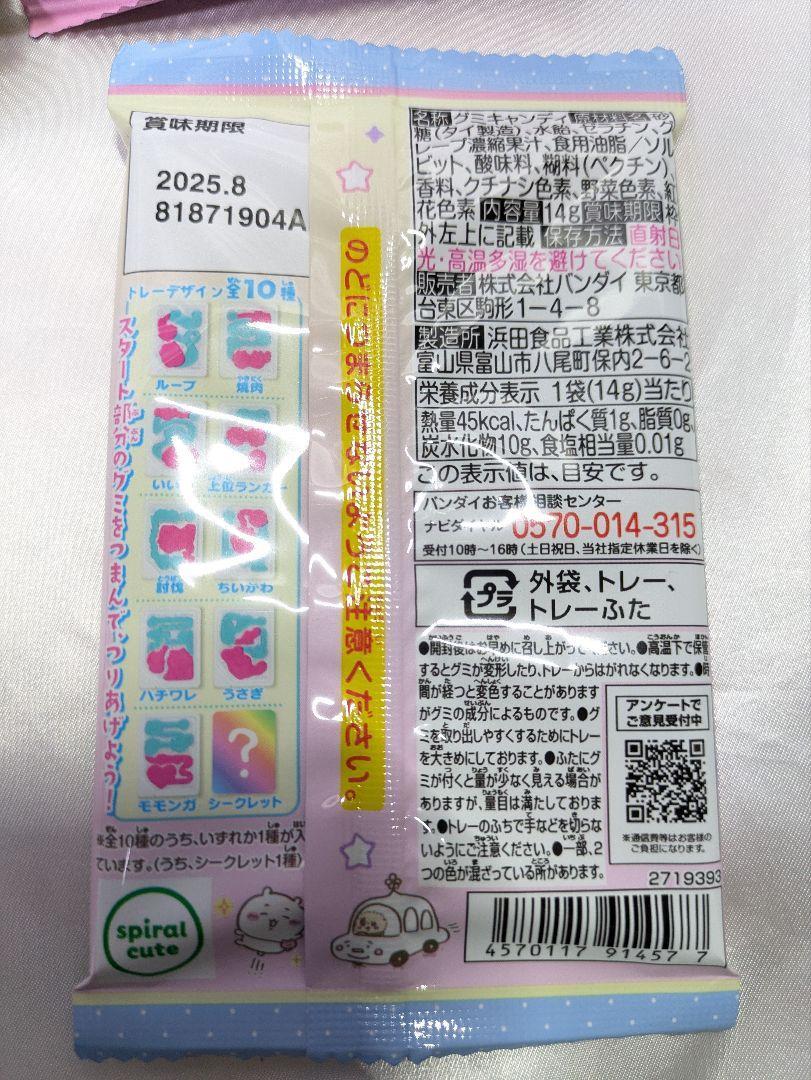 賞味期限
2025.8
81871904A
トレーデザイン全10種
スタート部分のグミをつまんで、つりあげよう!
ループ
焼肉
上位ランカー
討伐
ちいかわ
ハチワレ
うさぎ
モモンガ
シークレット
?
※全10種のうち、いずれか1種が入
ています。(うち、シークレット1種)
spiral
cute
のどにつまらせないようご注意ください。
名称 グミキャンディ 原材料名 砂
糖(タイ製造)、水飴、ゼラチン、グ
レープ濃縮果汁、食用油脂/ソル
ビット、酸味料、糊料(ペクチン)、
香料、クチナシ色素、野菜色素、紅
花色素 内容量 14g 賞味期限 枠
外左上に記載 保存方法 直射日
光・高温多湿を避けてください
販売者 株式会社バンダイ 東京都
台東区駒形1-4-8
製造所 浜田食品工業株式会社
富山県富山市八尾町保内2-6-2
栄養成分表示 1袋(14g)当たり
熱量45kcal、たんぱく質1g、脂質0g、
炭水化物10g、食塩相当量0.01g
この表示値は、目安です。
バンダイお客様相談センター
ナビダイヤル 0570-014-315
受付10時~16時(土日祝日、当社指定休業日を除く)
プラ
外袋、トレー、
トレーふた
●開封後はお早めに召し上がってください。●高温下で保管
するとグミが変形したり、トレーからはがれなくなります。●時
間が経つと変色することがあります
がグミの成分によるものです。●グ
ミを取り出しやすくするためにトレー
を大きめにしております。●ふたにグ
ミが付くと量が少なく見える場合が
ありますが、量目は満たしておりま
す。●トレーのふちで手などを切らな
いようにご注意ください。●一部、2
つの色が混ざっている所があります。
アンケートで
ご意見受付中
※通信費等はお客様の
ご負担になります。
2719393
4570117 91457 7